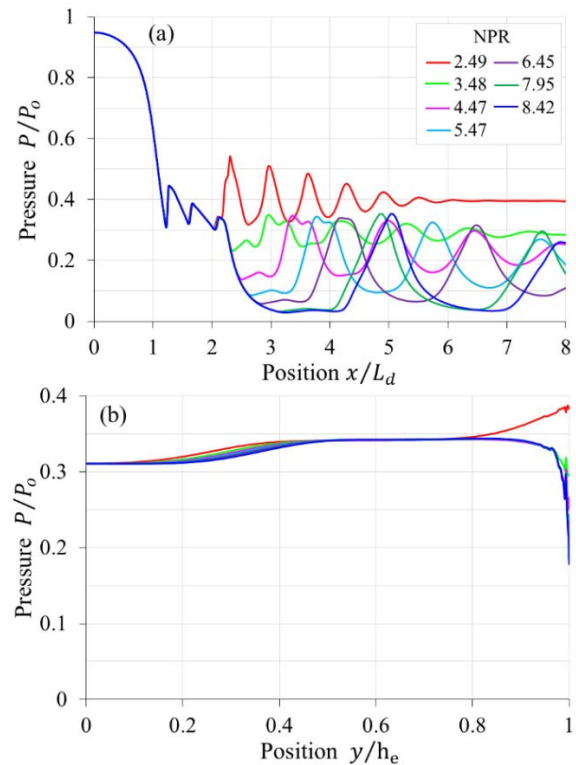 (a)
NPR
2.49 6.45
3.48 7.95
4.47 8.42
5.47
1
0.8
0.6
0.4
0.2
0
Pressure P/Pₒ
0 1 2 3 4 5 6 7 8
Position x/L_d
(b)
0.4
0.3
0.2
0.1
0
Pressure P/Pₒ
0 0.2 0.4 0.6 0.8 1
Position y/hₑ